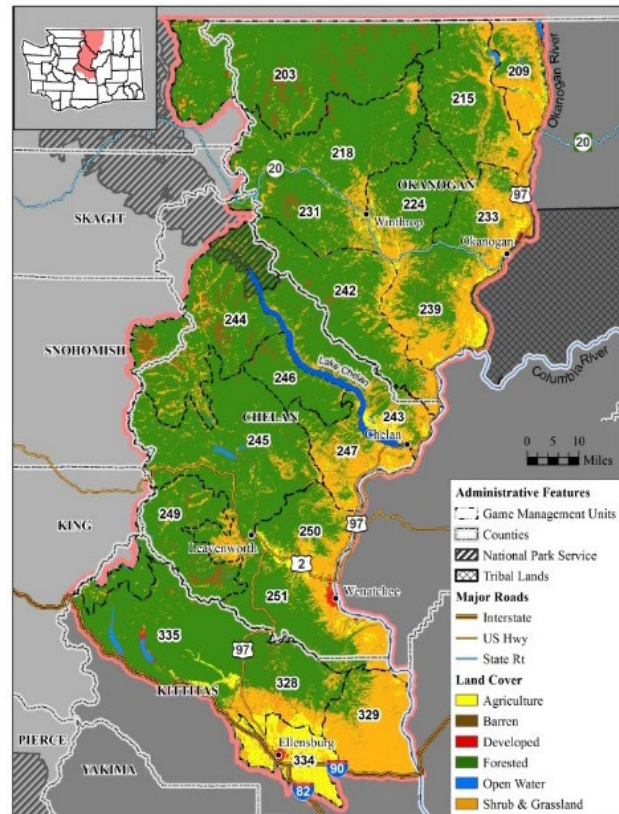 203
209
215
Okanogan River
218
20
20
OKANOGAN
97
224
231
233
SKAGIT
Winthrop
Okanogan
242
239
244
SNOHOMISH
Lake Chelan
Columbia River
246
243
CHELAN
Chelan
245
247
0 5 10 20
Miles
KING
249
250
97
Leavenworth
2
251
Wenatchee
335
97
328
KITTITAS
329
PIERCE
Ellensburg
334
90
YAKIMA
82
Administrative Features
Game Management Units
Counties
National Park Service
Tribal Lands
Major Roads
Interstate
US Hwy
State Rt
Land Cover
Agriculture
Barren
Developed
Forested
Open Water
Shrub & Grassland